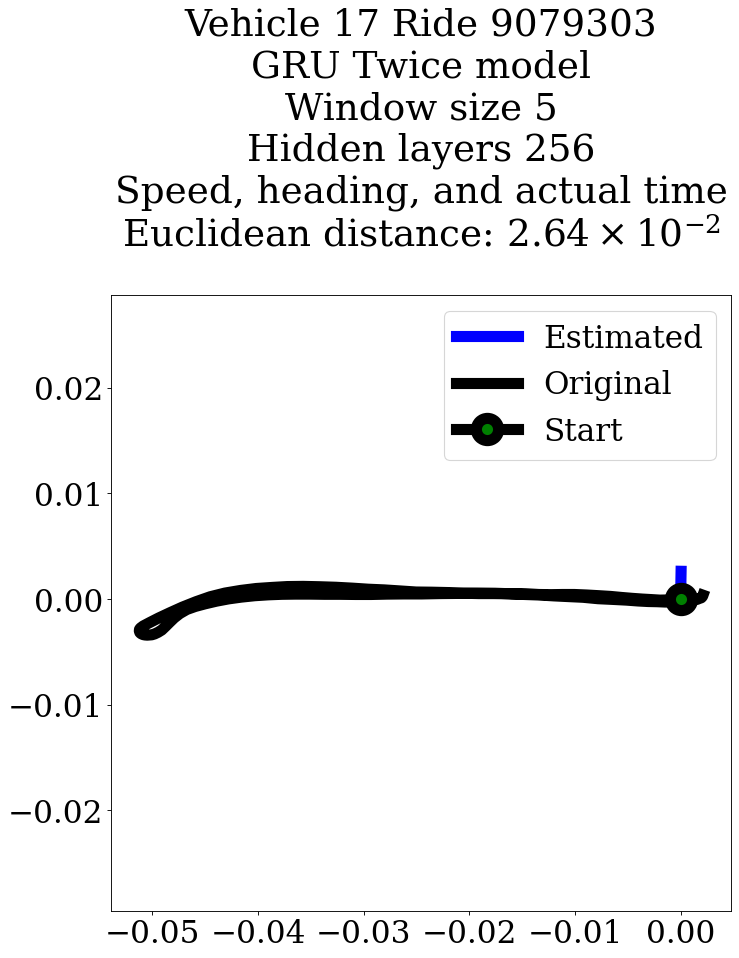 Vehicle 17 Ride 9079303
GRU Twice model
Window size 5
Hidden layers 256
Speed, heading, and actual time
Euclidean distance: 2.64 × 10⁻²
Estimated
Original
Start
0.02
0.01
0.00
−0.01
−0.02
−0.05 −0.04 −0.03 −0.02 −0.01 0.00